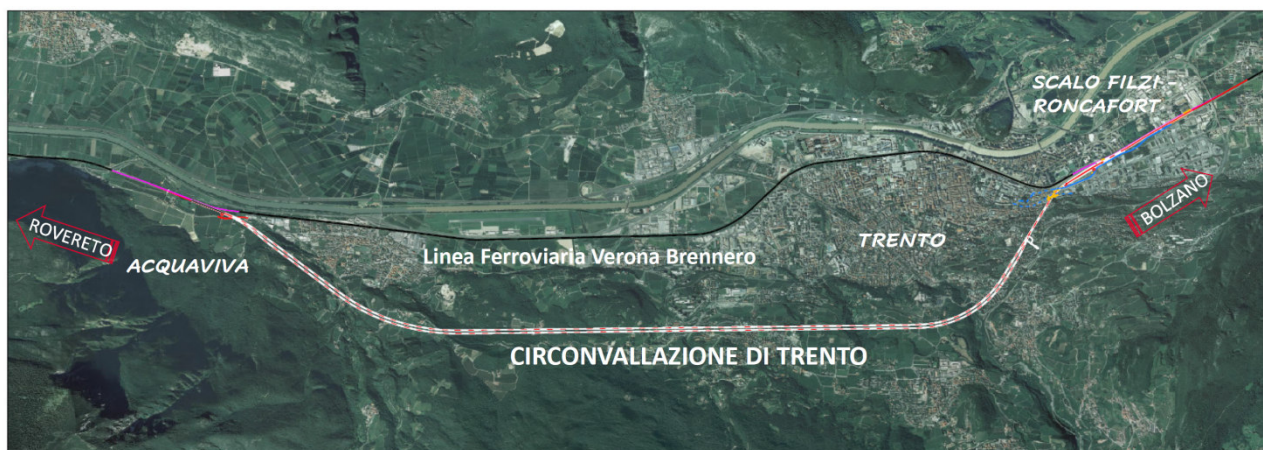 SCALO FILZI -
RONCAFORT
BOLZANO
ROVERETO
TRENTO
Linea Ferroviaria Verona Brennero
ACQUAVIVA
CIRCONVALLAZIONE DI TRENTO